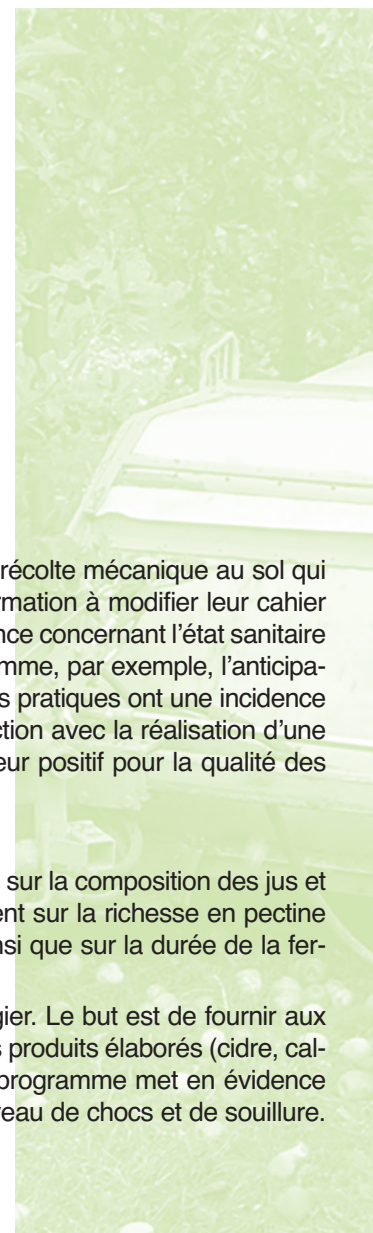 récolte mécanique au sol qui
rmation à modifier leur cahier
nce concernant l’état sanitaire
mme, par exemple, l’anticipa-
s pratiques ont une incidence
ction avec la réalisation d’une
eur positif pour la qualité des
sur la composition des jus et
ent sur la richesse en pectine
nsi que sur la durée de la fer-
gier. Le but est de fournir aux
s produits élaborés (cidre, cal-
programme met en évidence
veau de chocs et de souillure.